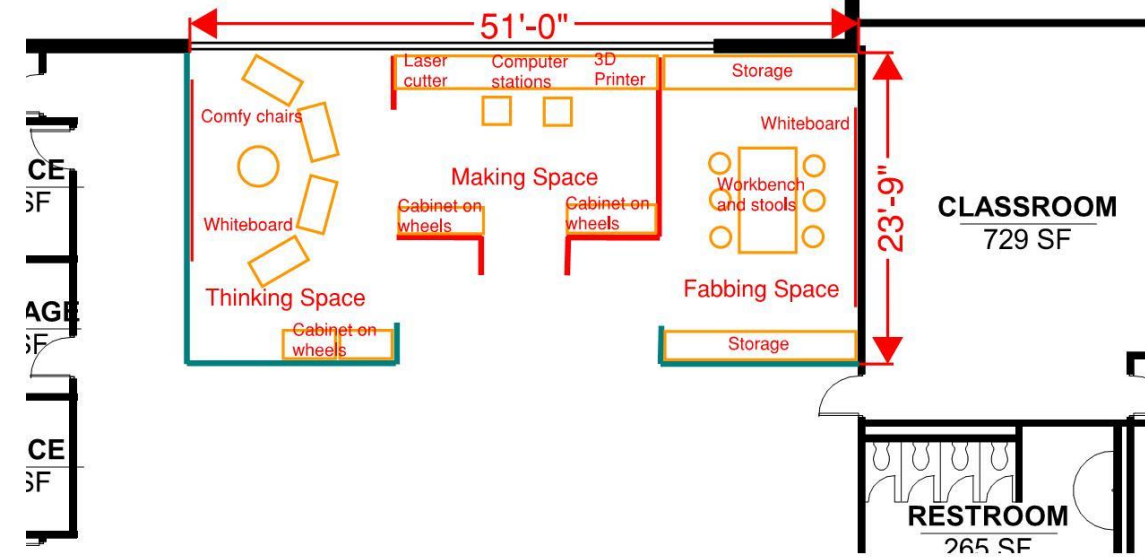 51'-0"
Laser
cutter
Computer
stations
3D
Printer
Storage
Comfy chairs
Whiteboard
CE
SF
Making Space
Workbench
and stools
23'-9"
CLASSROOM
729 SF
Whiteboard
Cabinet on
wheels
Cabinet on
wheels
Thinking Space
Fabbing Space
AGE
SF
Cabinet on
wheels
Storage
CE
SF
RESTROOM
265 SF